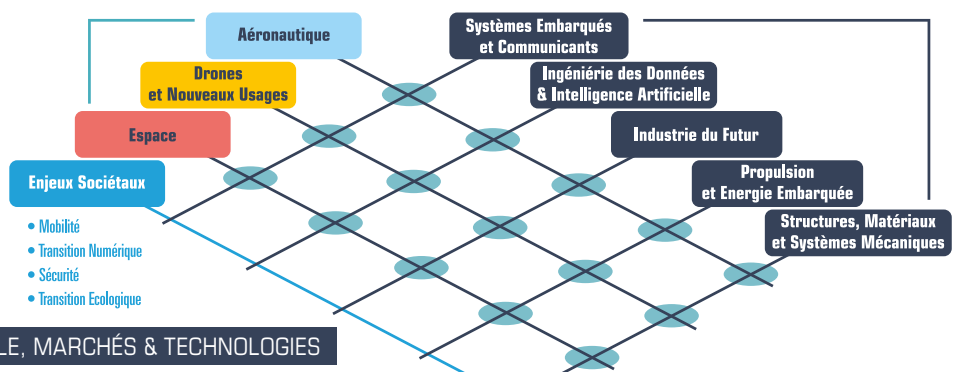 Aéronautique
Drones
et Nouveaux Usages
Espace
Enjeux Sociétaux
• Mobilité
• Transition Numérique
• Sécurité
• Transition Ecologique
Systèmes Embarqués
et Communicants
Ingéniérie des Données
& Intelligence Artificielle
Industrie du Futur
Propulsion
et Energie Embarquée
Structures, Matériaux
et Systèmes Mécaniques
LE, MARCHÉS & TECHNOLOGIES